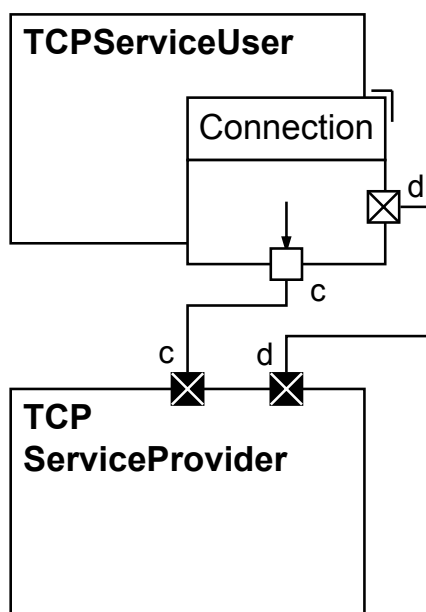 TCPServiceUser
Connection
d
c
c
d
TCP
ServiceProvider